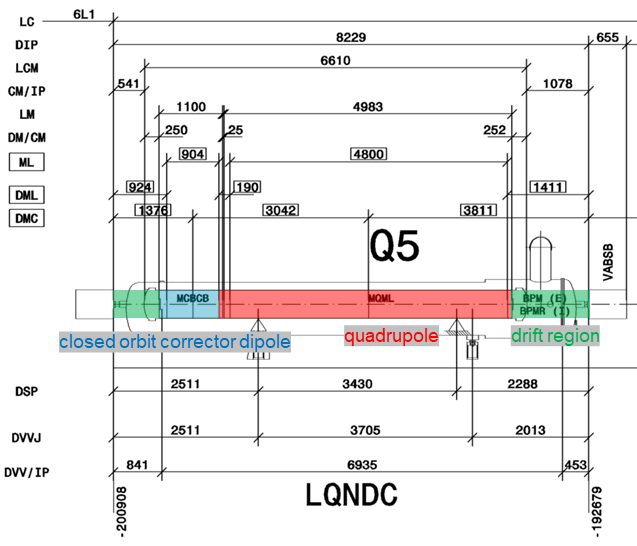 LC 6L1
DIP 8229 655
LCM 6610
CM/IP 541 1078
LM 1100 4983
DM/CM 250 25 252
ML 904 4800
DML 924 190 1411
DMC 1376 3042 3811
Q5
VABSB
MCBCB MQML BPM (E)
BPMR (I)
closed orbit corrector dipole quadrupole drift region
DSP 2511 3430 2288
DVVJ 2511 3705 2013
DVV/IP 841 6935 453
LQNDC
-200908 -192679